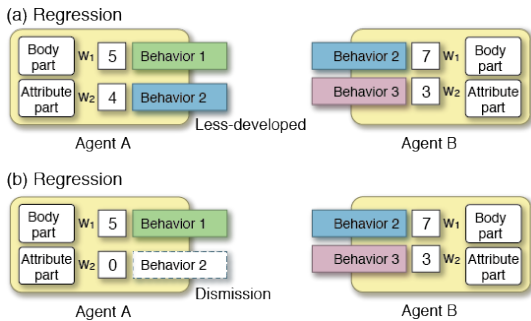 (a) Regression
Body part W1 5 Behavior 1
Attribute part W2 4 Behavior 2
Less-developed
Agent A
Behavior 2 7 W1 Body part
Behavior 3 3 W2 Attribute part
Agent B
(b) Regression
Body part W1 5 Behavior 1
Attribute part W2 0 Behavior 2
Dismission
Agent A
Behavior 2 7 W1 Body part
Behavior 3 3 W2 Attribute part
Agent B